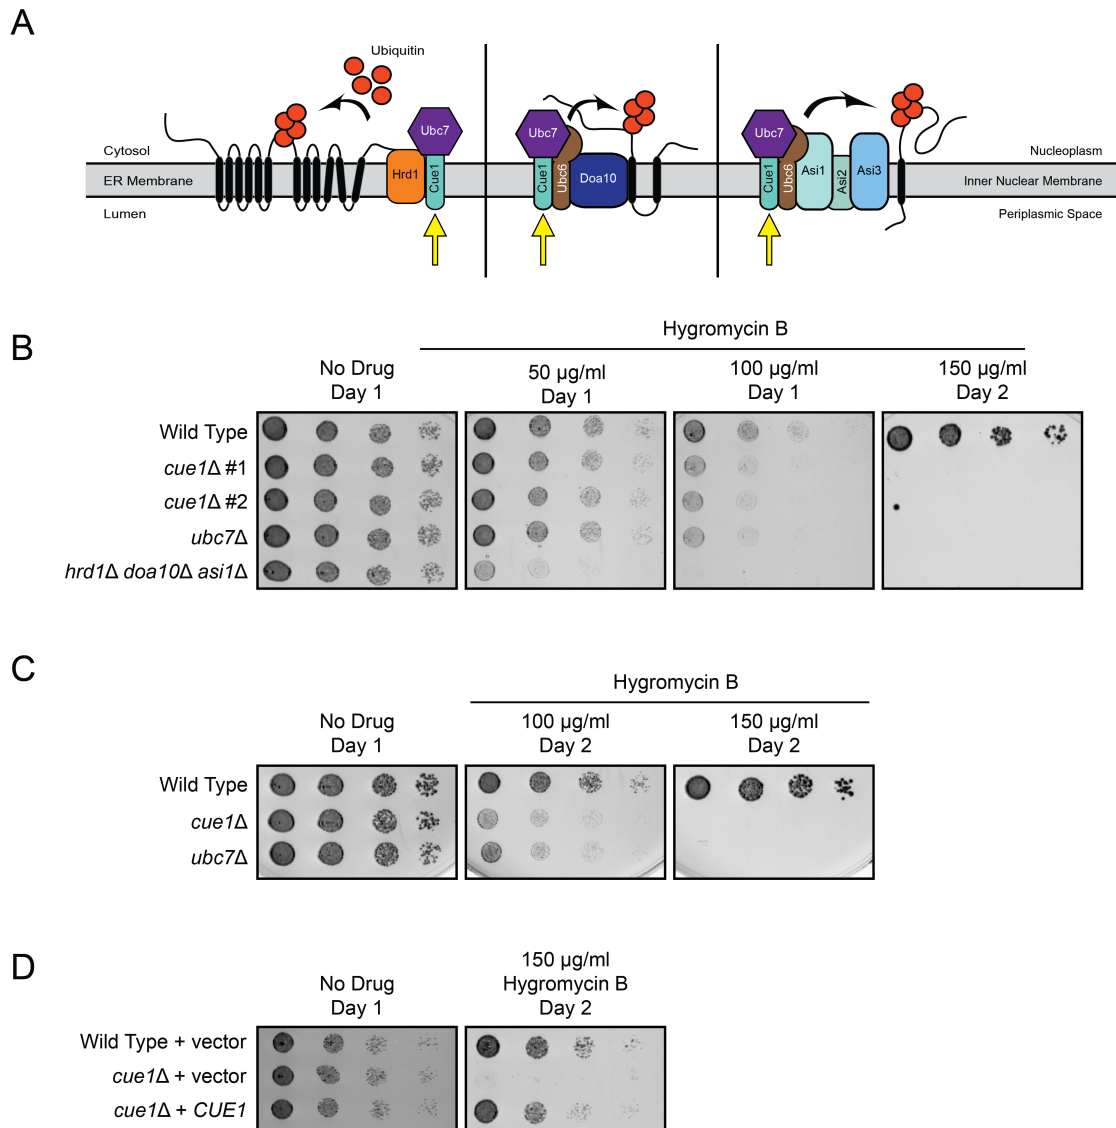 A
Ubiquitin
Cytosol
ER Membrane
Lumen
Hrd1
Ubc7
Cue1
Ubc7
Cue1
Ubc6
Doa10
Ubc7
Cue1
Ubc6
Asi1
Asi2
Asi3
Nucleoplasm
Inner Nuclear Membrane
Periplasmic Space
B
Hygromycin B
No Drug
Day 1
50 µg/ml
Day 1
100 µg/ml
Day 1
150 µg/ml
Day 2
Wild Type
cue1Δ #1
cue1Δ #2
ubc7Δ
hrd1Δ doa10Δ asi1Δ
C
Hygromycin B
No Drug
Day 1
100 µg/ml
Day 2
150 µg/ml
Day 2
Wild Type
cue1Δ
ubc7Δ
D
No Drug
Day 1
150 µg/ml
Hygromycin B
Day 2
Wild Type + vector
cue1Δ + vector
cue1Δ + CUE1